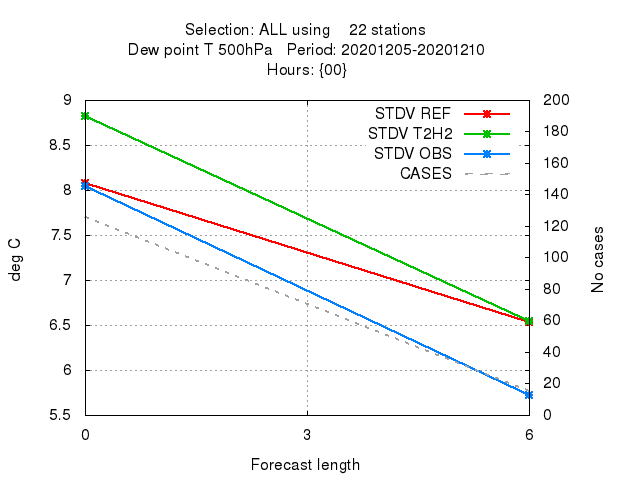 Selection: ALL using    22 stations
Dew point T 500hPa   Period: 20201205-20201210
Hours: {00}
9
8.5
8
7.5
7
6.5
6
5.5
deg C
STDV REF
STDV T2H2
STDV OBS
CASES
200
180
160
140
120
100
80
60
40
20
0
No cases
0 3 6
Forecast length